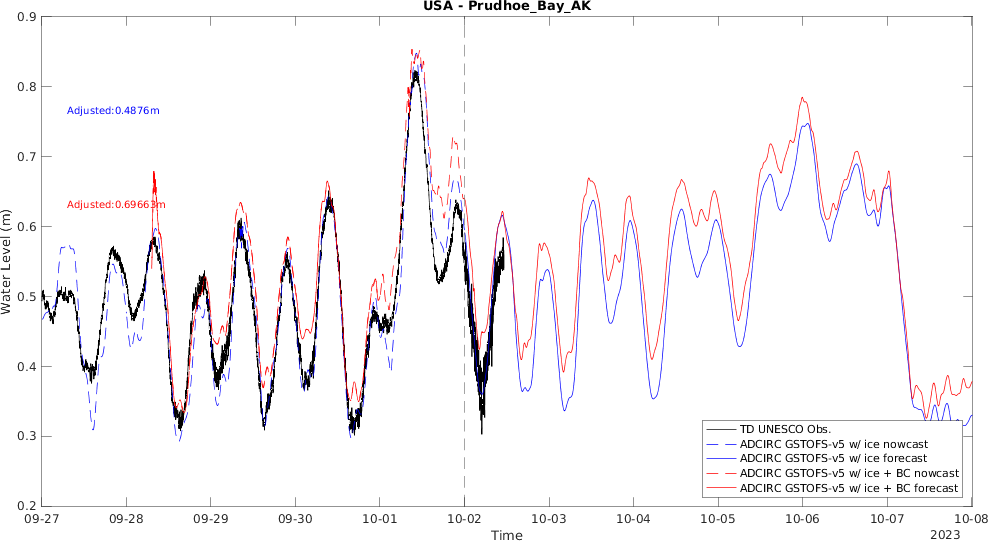 USA - Prudhoe_Bay_AK
0.9
0.8
Adjusted:0.4876m
0.7
Adjusted:0.69663m
0.6
Water Level (m)
0.5
0.4
0.3
TD UNESCO Obs.
ADCIRC GSTOFS-v5 w/ ice nowcast
ADCIRC GSTOFS-v5 w/ ice forecast
ADCIRC GSTOFS-v5 w/ ice + BC nowcast
ADCIRC GSTOFS-v5 w/ ice + BC forecast
0.2
09-27 09-28 09-29 09-30 10-01 10-02 10-03 10-04 10-05 10-06 10-07 10-08
Time
2023